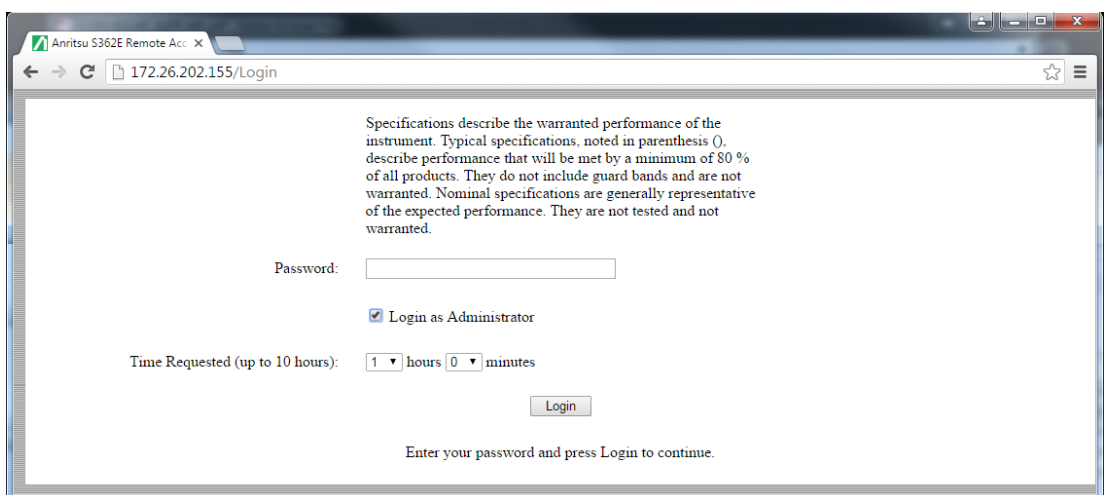 Anritsu S362E Remote Acc
172.26.202.155/Login
Specifications describe the warranted performance of the
instrument. Typical specifications, noted in parenthesis (),
describe performance that will be met by a minimum of 80 %
of all products. They do not include guard bands and are not
warranted. Nominal specifications are generally representative
of the expected performance. They are not tested and not
warranted.
Password:
Login as Administrator
Time Requested (up to 10 hours): 1 hours 0 minutes
Login
Enter your password and press Login to continue.